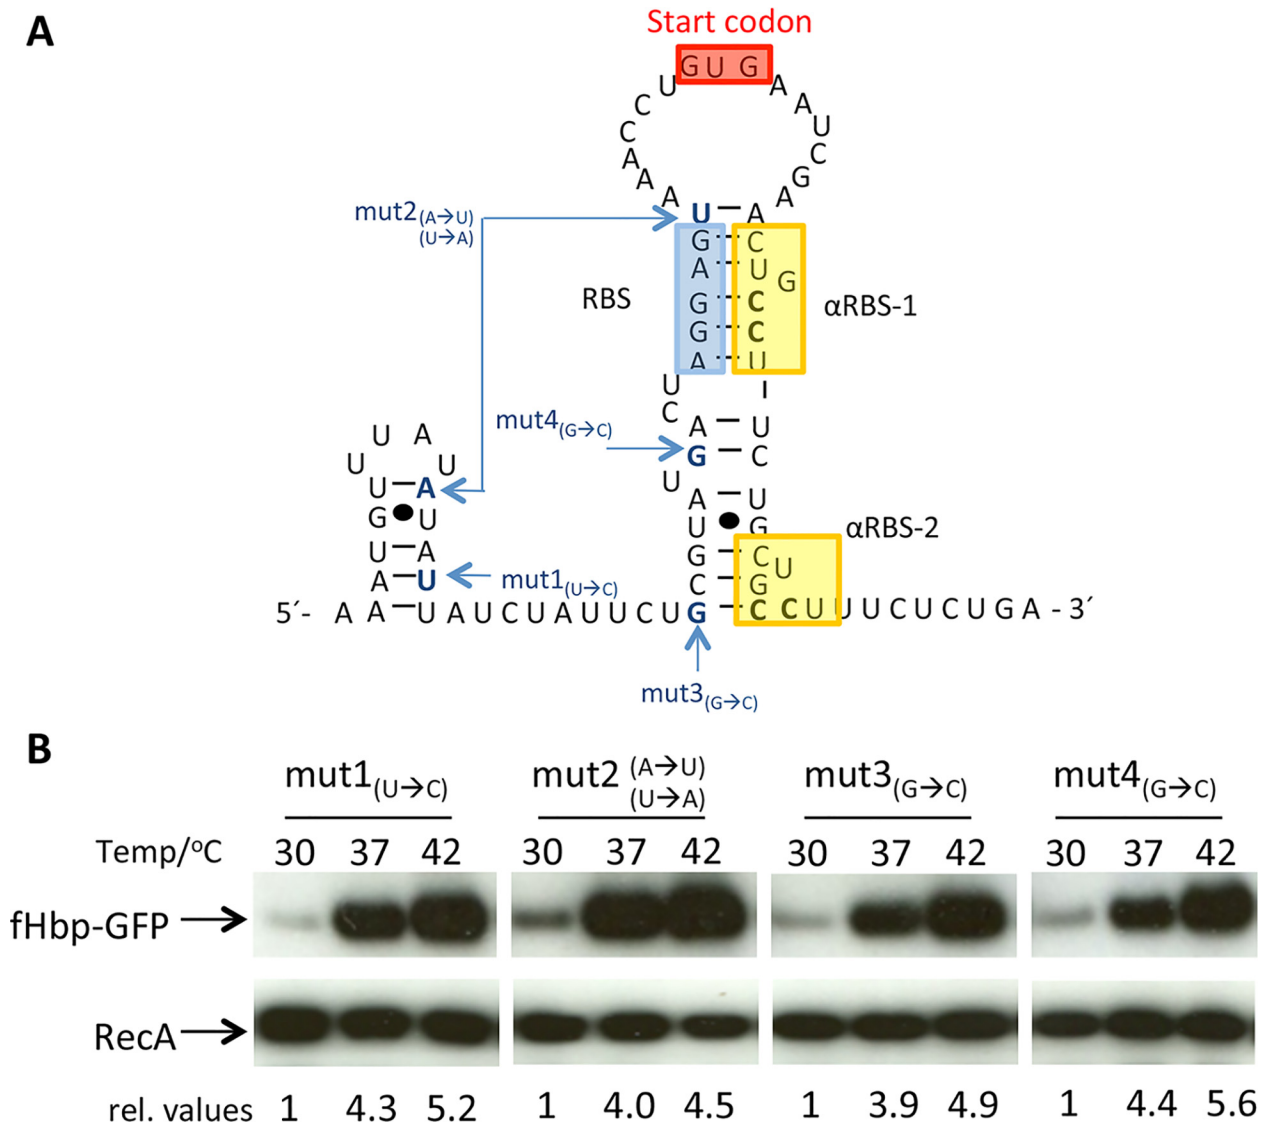 A
Start codon
G U G
U A
C A
C U
A C
A G
A A
mut2(A→U)
(U→A)
U A
G C
A U
G
RBS
G C
αRBS-1
G C
A U
U
C
mut4(G→C)
A U
G C
U A
U U
U A
U
A U
G U
U G
αRBS-2
G C
U
U A
C G
A U
mut1(U→C)
5´- A A U A U C U A U U C U G C C U U U C U C U G A - 3´
mut3(G→C)
B
mut1(U→C) mut2 (A→U) (U→A) mut3(G→C) mut4(G→C)
Temp/°C 30 37 42 30 37 42 30 37 42 30 37 42
fHbp-GFP
RecA
rel. values 1 4.3 5.2 1 4.0 4.5 1 3.9 4.9 1 4.4 5.6